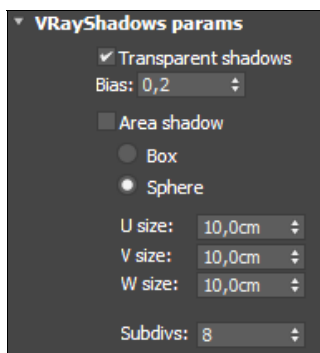 VRayShadows params
Transparent shadows
Bias: 0,2
Area shadow
Box
Sphere
U size: 10,0cm
V size: 10,0cm
W size: 10,0cm
Subdivs: 8